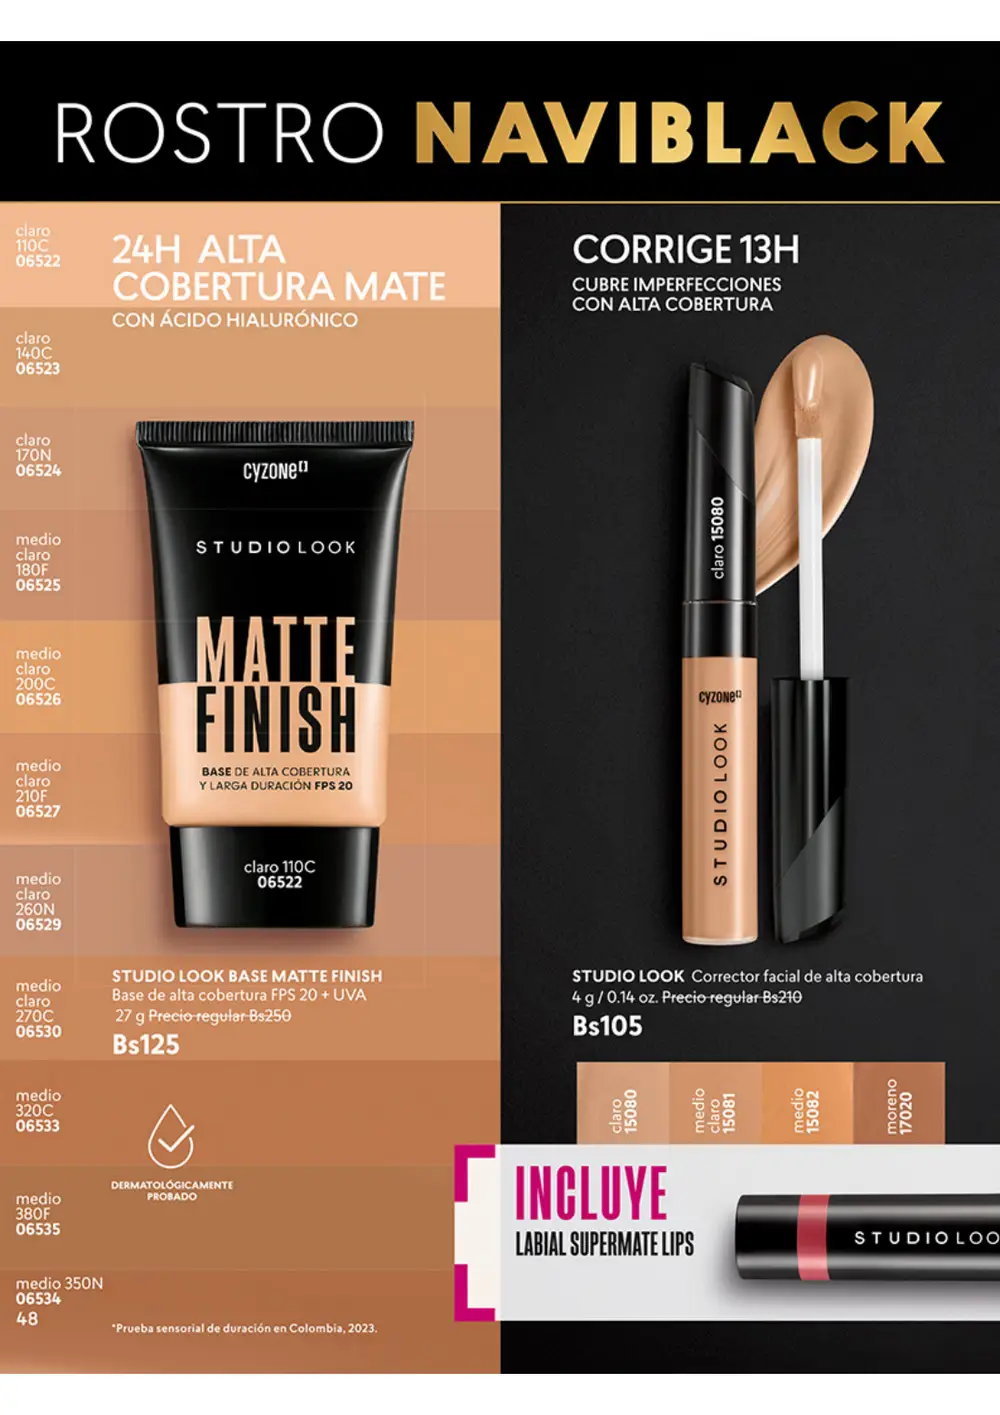 ROSTRO NAVIBLACK
claro
110C
06522
claro
140C
06523
claro
170N
06524
medio
claro
180F
06525
medio
claro
200C
06526
medio
claro
210F
06527
medio
claro
260N
06529
medio
claro
270C
06530
medio
320C
06533
medio
380F
06535
medio 350N
06534
48
24H ALTA
COBERTURA MATE
CON ÁCIDO HIALURÓNICO
cyzone
STUDIOLOOK
MATTE
FINISH
BASE DE ALTA COBERTURA
Y LARGA DURACIÓN FPS 20
claro 110C
06522
STUDIO LOOK BASE MATTE FINISH
Base de alta cobertura FPS 20 + UVA
27 g Precio regular Bs250
Bs125
DERMATOLÓGICAMENTE
PROBADO
*Prueba sensorial de duración en Colombia, 2023.
CORRIGE 13H
CUBRE IMPERFECCIONES
CON ALTA COBERTURA
claro 15080
cyzone
STUDIOLOOK
STUDIO LOOK Corrector facial de alta cobertura
4 g / 0.14 oz. Precio regular Bs210
Bs105
claro
15080
medio
claro
15081
medio
15082
moreno
17020
INCLUYE
LABIAL SUPERMATE LIPS
STUDIOLOO